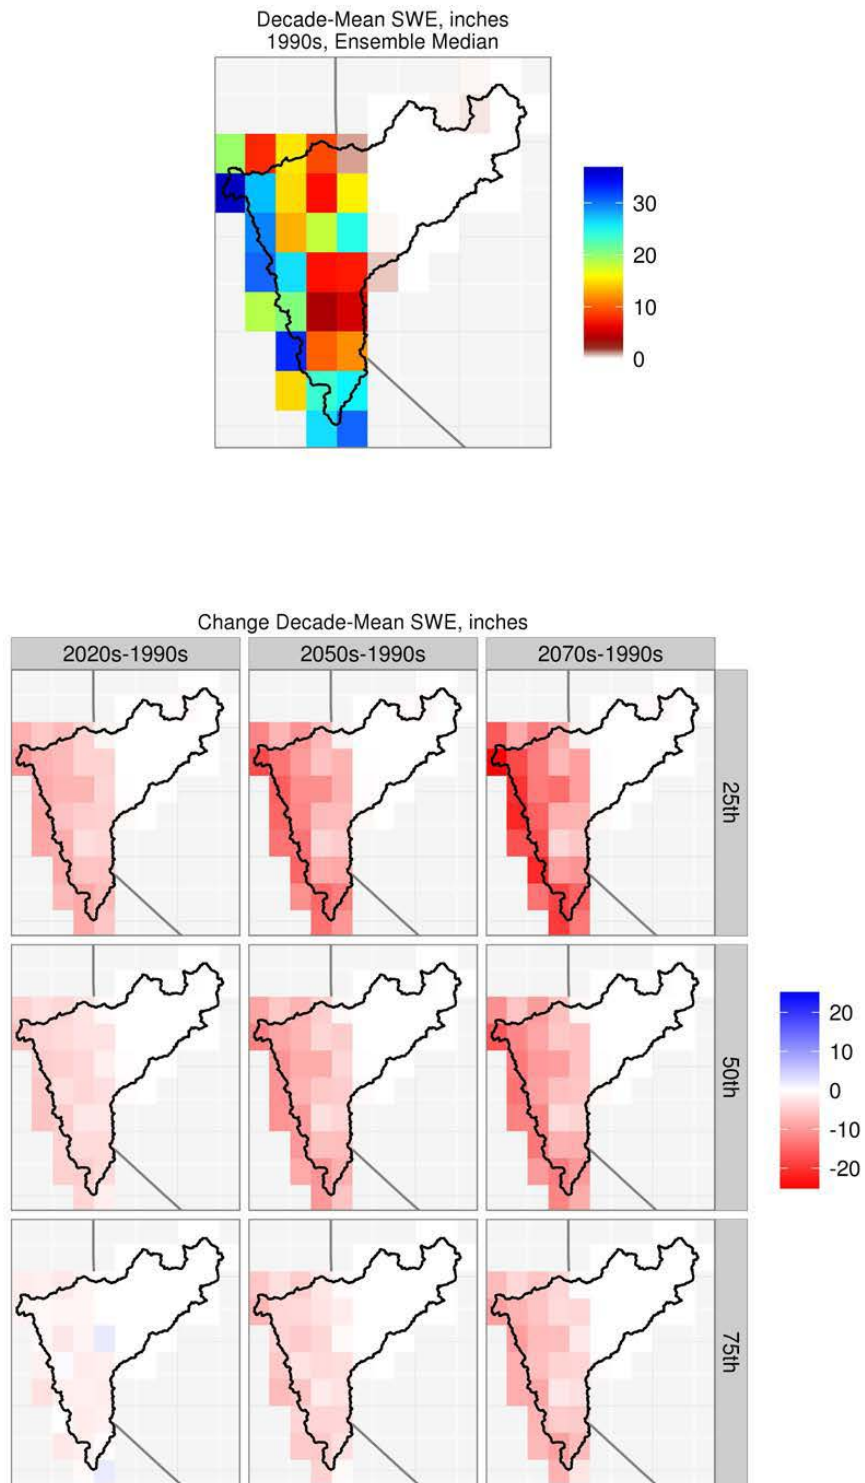 Decade-Mean SWE, inches
1990s, Ensemble Median
30
20
10
0
Change Decade-Mean SWE, inches
2020s-1990s
2050s-1990s
2070s-1990s
25th
50th
75th
20
10
0
-10
-20